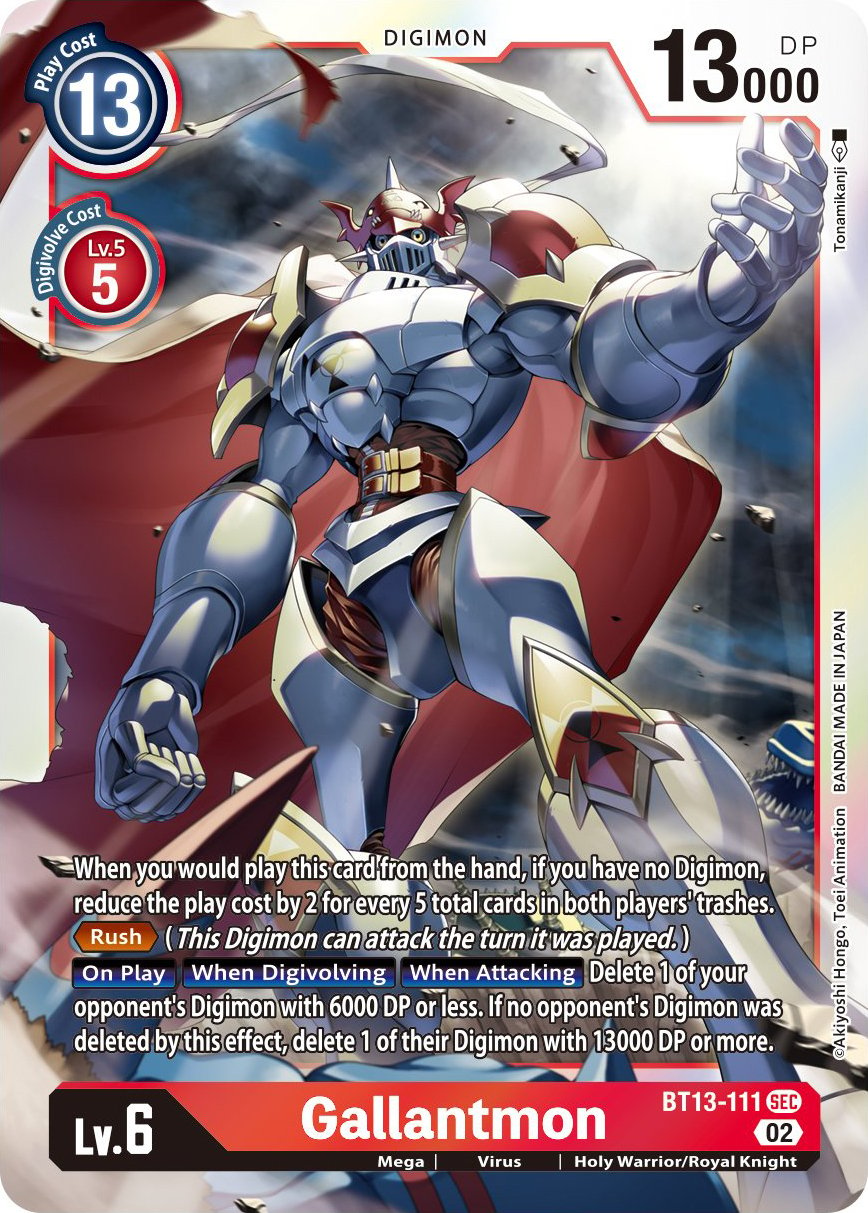 DIGIMON
Play Cost
13
13000
DP
Digivolve Cost
Lv.5
5
Tonamikanji
BANDAI MADE IN JAPAN
©Akiyoshi Hongo, Toei Animation
When you would play this card from the hand, if you have no Digimon,
reduce the play cost by 2 for every 5 total cards in both players' trashes.
Rush (This Digimon can attack the turn it was played.)
On Play When Digivolving When Attacking Delete 1 of your
opponent's Digimon with 6000 DP or less. If no opponent's Digimon was
deleted by this effect, delete 1 of their Digimon with 13000 DP or more.
Lv.6
Gallantmon
BT13-111 SEC
02
Mega | Virus | Holy Warrior/Royal Knight